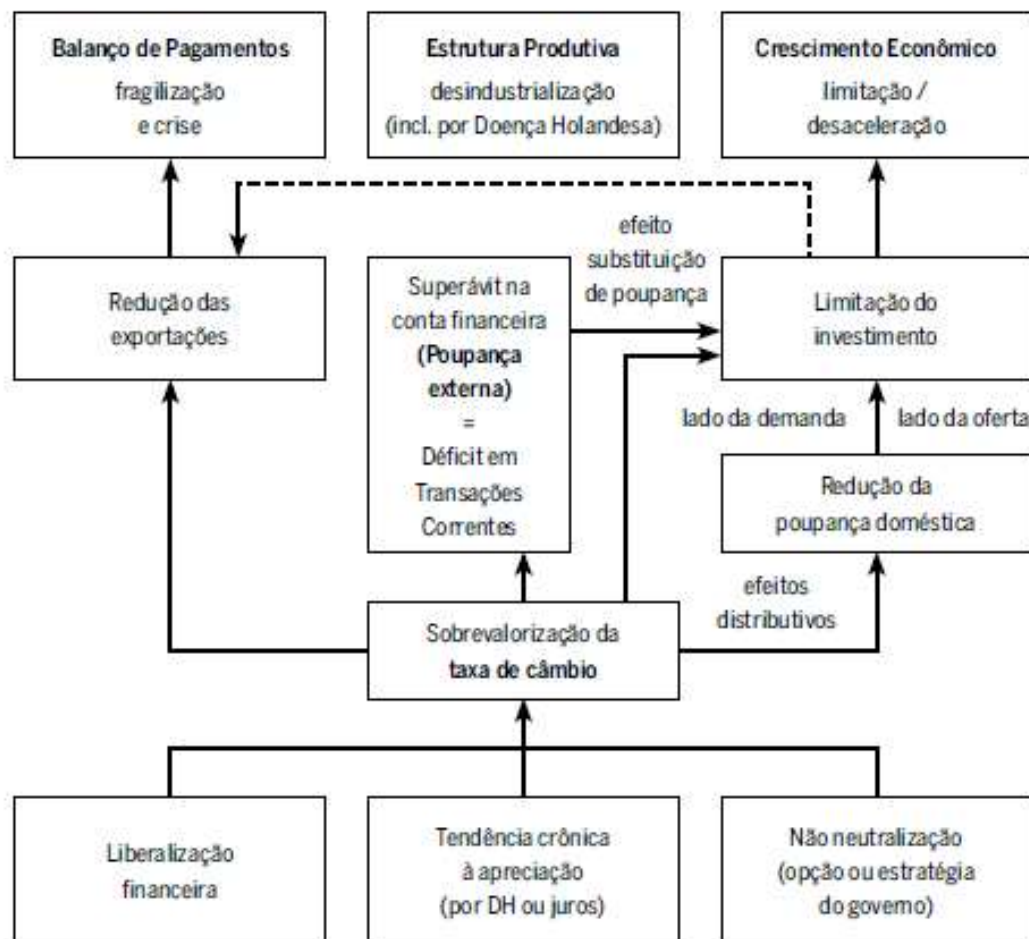 Balanço de Pagamentos
fragilização
e crise
Estrutura Produtiva
desindustrialização
(incl. por Doença Holandesa)
Crescimento Econômico
limitação /
desaceleração
Redução das
exportações
Superávit na
conta financeira
(Poupança
externa)
=
Déficit em
Transações
Correntes
efeito
substituição
de poupança
Limitação do
investimento
lado da demanda
lado da oferta
Redução da
poupança doméstica
efeitos
distributivos
Sobrevalorização da
taxa de câmbio
Liberalização
financeira
Tendência crônica
à apreciação
(por DH ou juros)
Não neutralização
(opção ou estratégia
do governo)